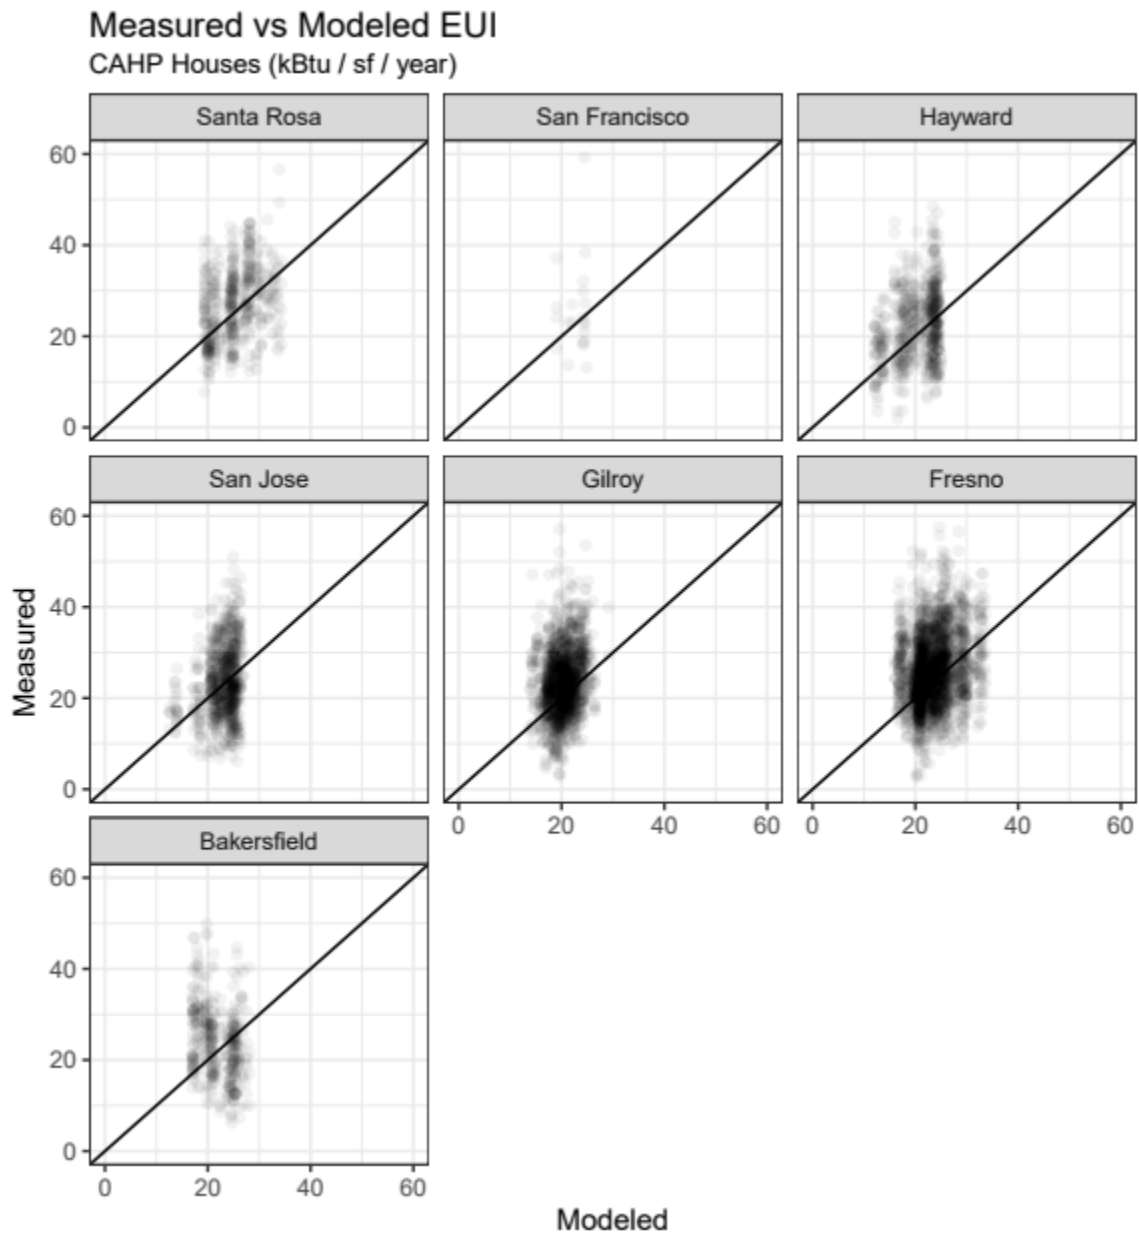 Measured vs Modeled EUI
CAHP Houses (kBtu / sf / year)
Santa Rosa
San Francisco
Hayward
60
40
20
0
San Jose
Gilroy
Fresno
60
40
20
0
0 20 40 60
0 20 40 60
Bakersfield
60
40
20
0
0 20 40 60
Measured
Modeled